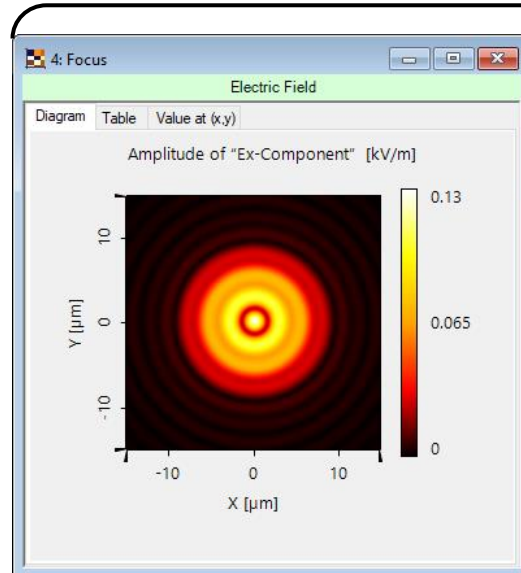 4: Focus
Electric Field
Diagram Table Value at (x,y)
Amplitude of "Ex-Component" [kV/m]
0.13
10
0.065
Y [µm]
0
-10
0
-10 0 10
X [µm]